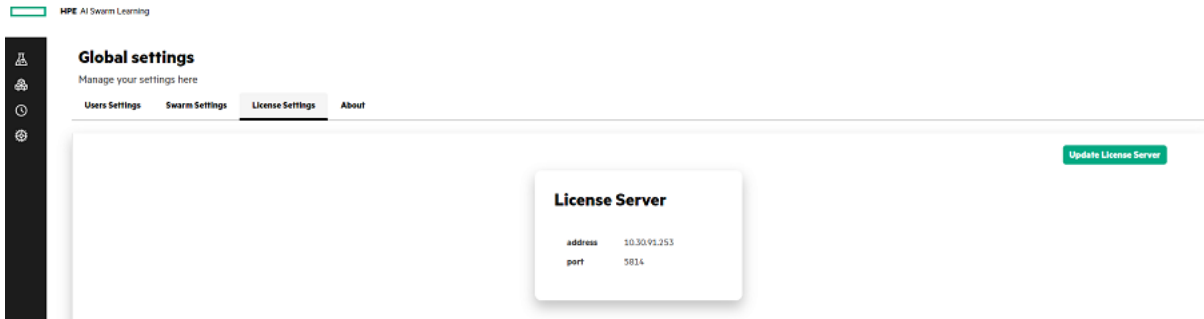 HPE AI Swarm Learning
Global settings
Manage your settings here
Users Settings Swarm Settings License Settings About
Update License Server
License Server
address 10.30.91.253
port 5814